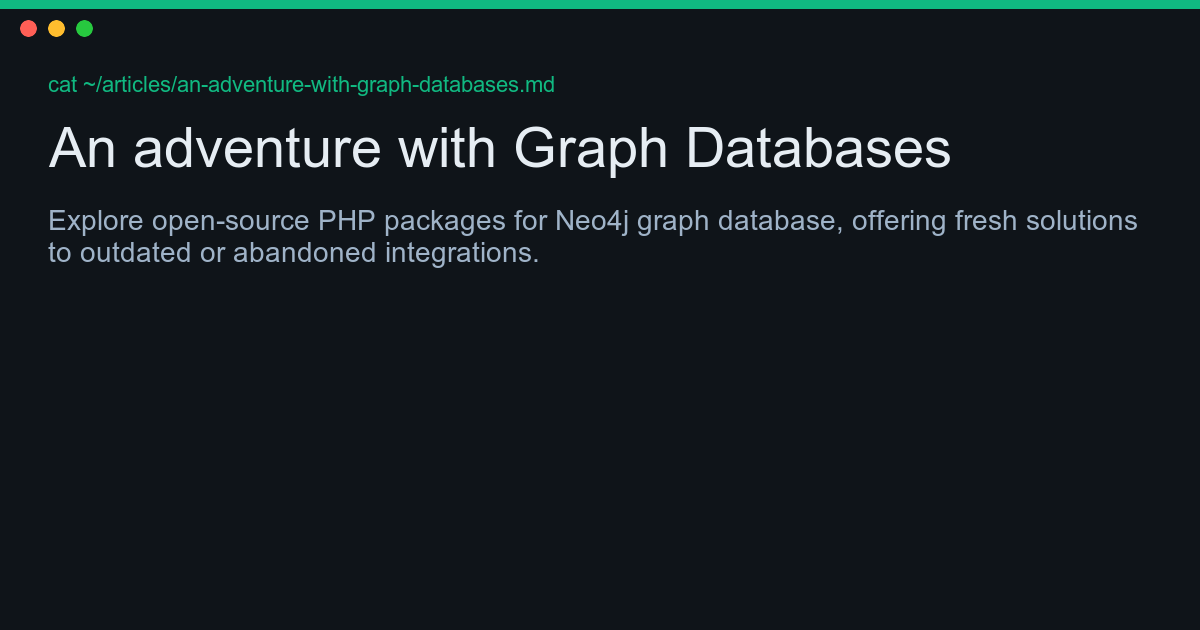 cat ~/articles/an-adventure-with-graph-databases.md
An adventure with Graph Databases
Explore open-source PHP packages for Neo4j graph database, offering fresh solutions
to outdated or abandoned integrations.